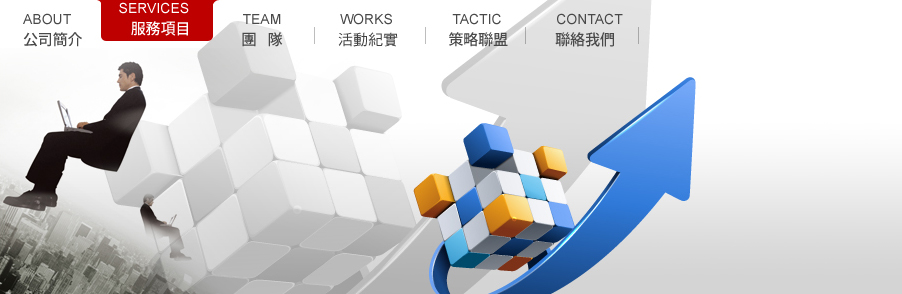 ABOUT
公司簡介
SERVICES
服務項目
TEAM
團 隊
WORKS
活動紀實
TACTIC
策略聯盟
CONTACT
聯絡我們